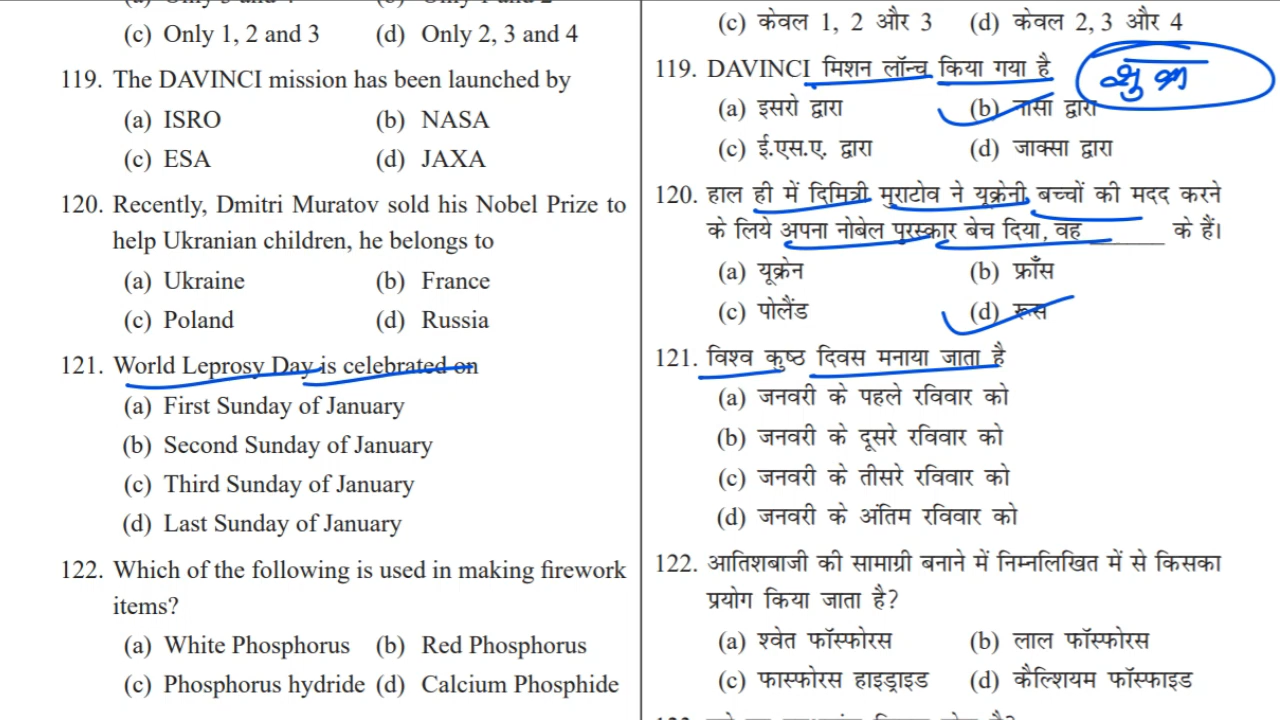 (c) Only 1, 2 and 3 (d) Only 2, 3 and 4
119. The DAVINCI mission has been launched by
(a) ISRO (b) NASA
(c) ESA (d) JAXA
120. Recently, Dmitri Muratov sold his Nobel Prize to
help Ukranian children, he belongs to
(a) Ukraine (b) France
(c) Poland (d) Russia
121. World Leprosy Day is celebrated on
(a) First Sunday of January
(b) Second Sunday of January
(c) Third Sunday of January
(d) Last Sunday of January
122. Which of the following is used in making firework
items?
(a) White Phosphorus (b) Red Phosphorus
(c) Phosphorus hydride (d) Calcium Phosphide
(c) केवल 1, 2 और 3 (d) केवल 2, 3 और 4
119. DAVINCI मिशन लॉन्च किया गया है
शुक्र
(a) इसरो द्वारा (b) नासा द्वारा
(c) ई.एस.ए. द्वारा (d) जाक्सा द्वारा
120. हाल ही में दिमित्री मुराटोव ने यूक्रेनी बच्चों की मदद करने
के लिये अपना नोबेल पुरस्कार बेच दिया, वह ______ के हैं।
(a) यूक्रेन (b) फ्राँस
(c) पोलैंड (d) रूस
121. विश्व कुष्ठ दिवस मनाया जाता है
(a) जनवरी के पहले रविवार को
(b) जनवरी के दूसरे रविवार को
(c) जनवरी के तीसरे रविवार को
(d) जनवरी के अंतिम रविवार को
122. आतिशबाजी की सामाग्री बनाने में निम्नलिखित में से किसका
प्रयोग किया जाता है?
(a) श्वेत फॉस्फोरस (b) लाल फॉस्फोरस
(c) फास्फोरस हाइड्राइड (d) कैल्शियम फॉस्फाइड